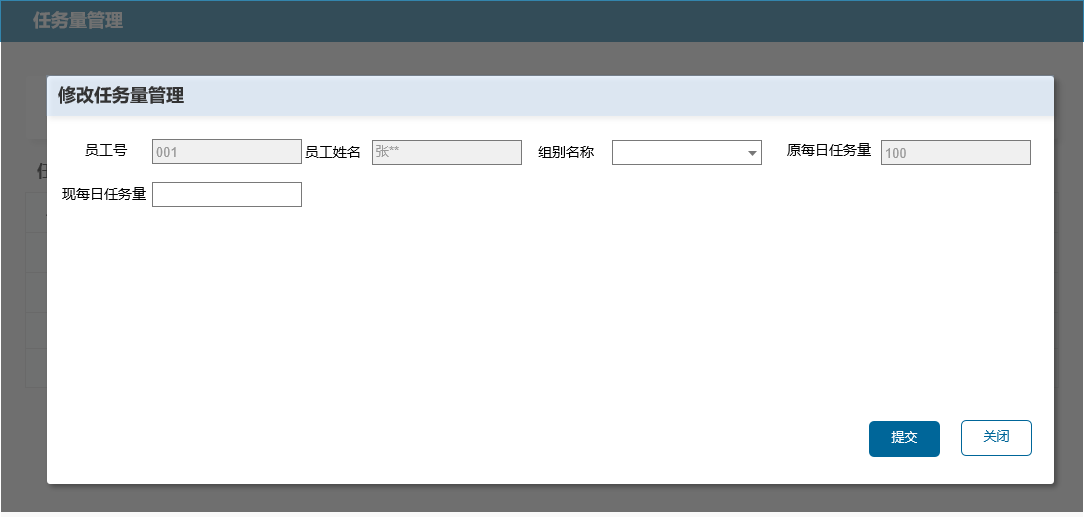 任务量管理
修改任务量管理
员工号 001 员工姓名 张** 组别名称 原每日任务量 100
现每日任务量
任
提交 关闭